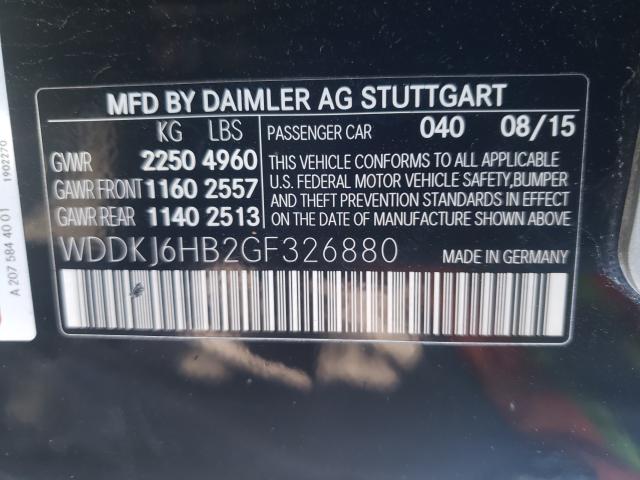 MFD BY DAIMLER AG STUTTGART
KG LBS
GVWR 2250 4960
GAWR FRONT 1160 2557
GAWR REAR 1140 2513
PASSENGER CAR 040 08/15
THIS VEHICLE CONFORMS TO ALL APPLICABLE
U.S. FEDERAL MOTOR VEHICLE SAFETY,BUMPER
AND THEFT PREVENTION STANDARDS IN EFFECT
ON DATE OF MANUFACTURE SHOWN ABOVE
WDDKJ6HB2GF326880 MADE IN GERMANY
A 207 584 40 01
1902270